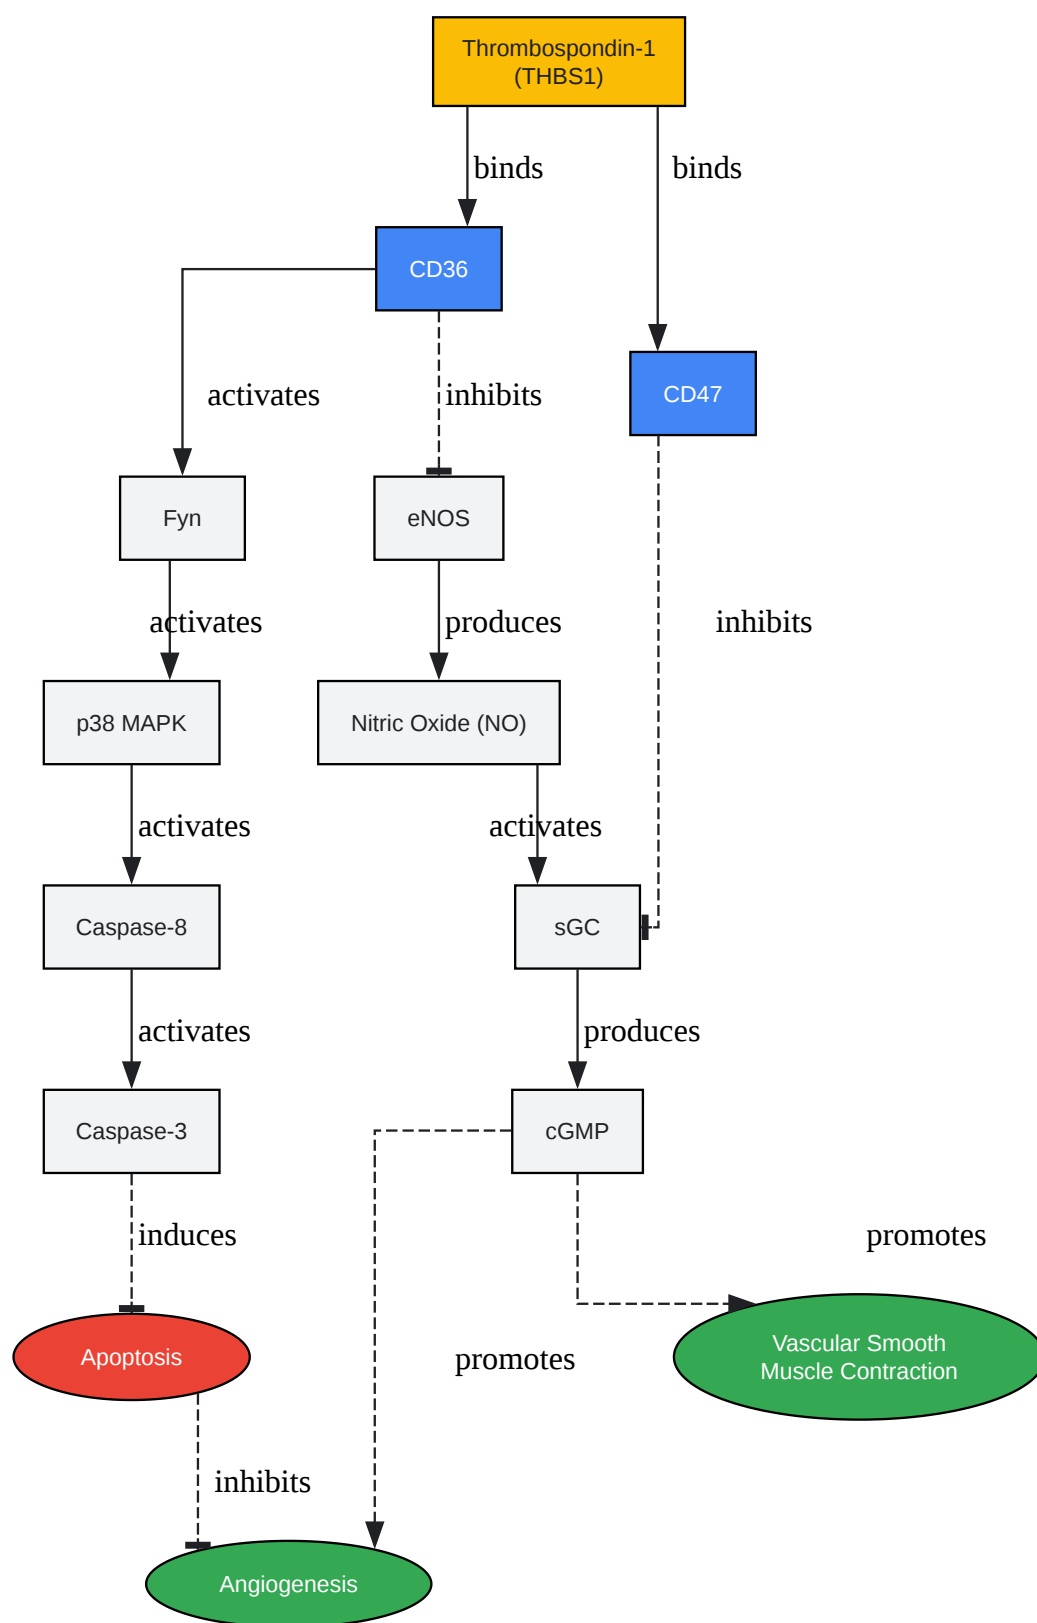 Thrombospondin-1
(THBS1)
binds
binds
CD36
CD47
activates
inhibits
Fyn
eNOS
activates
produces
inhibits
p38 MAPK
Nitric Oxide (NO)
activates
activates
Caspase-8
sGC
activates
produces
Caspase-3
cGMP
induces
promotes
Apoptosis
promotes
Vascular Smooth
Muscle Contraction
inhibits
Angiogenesis